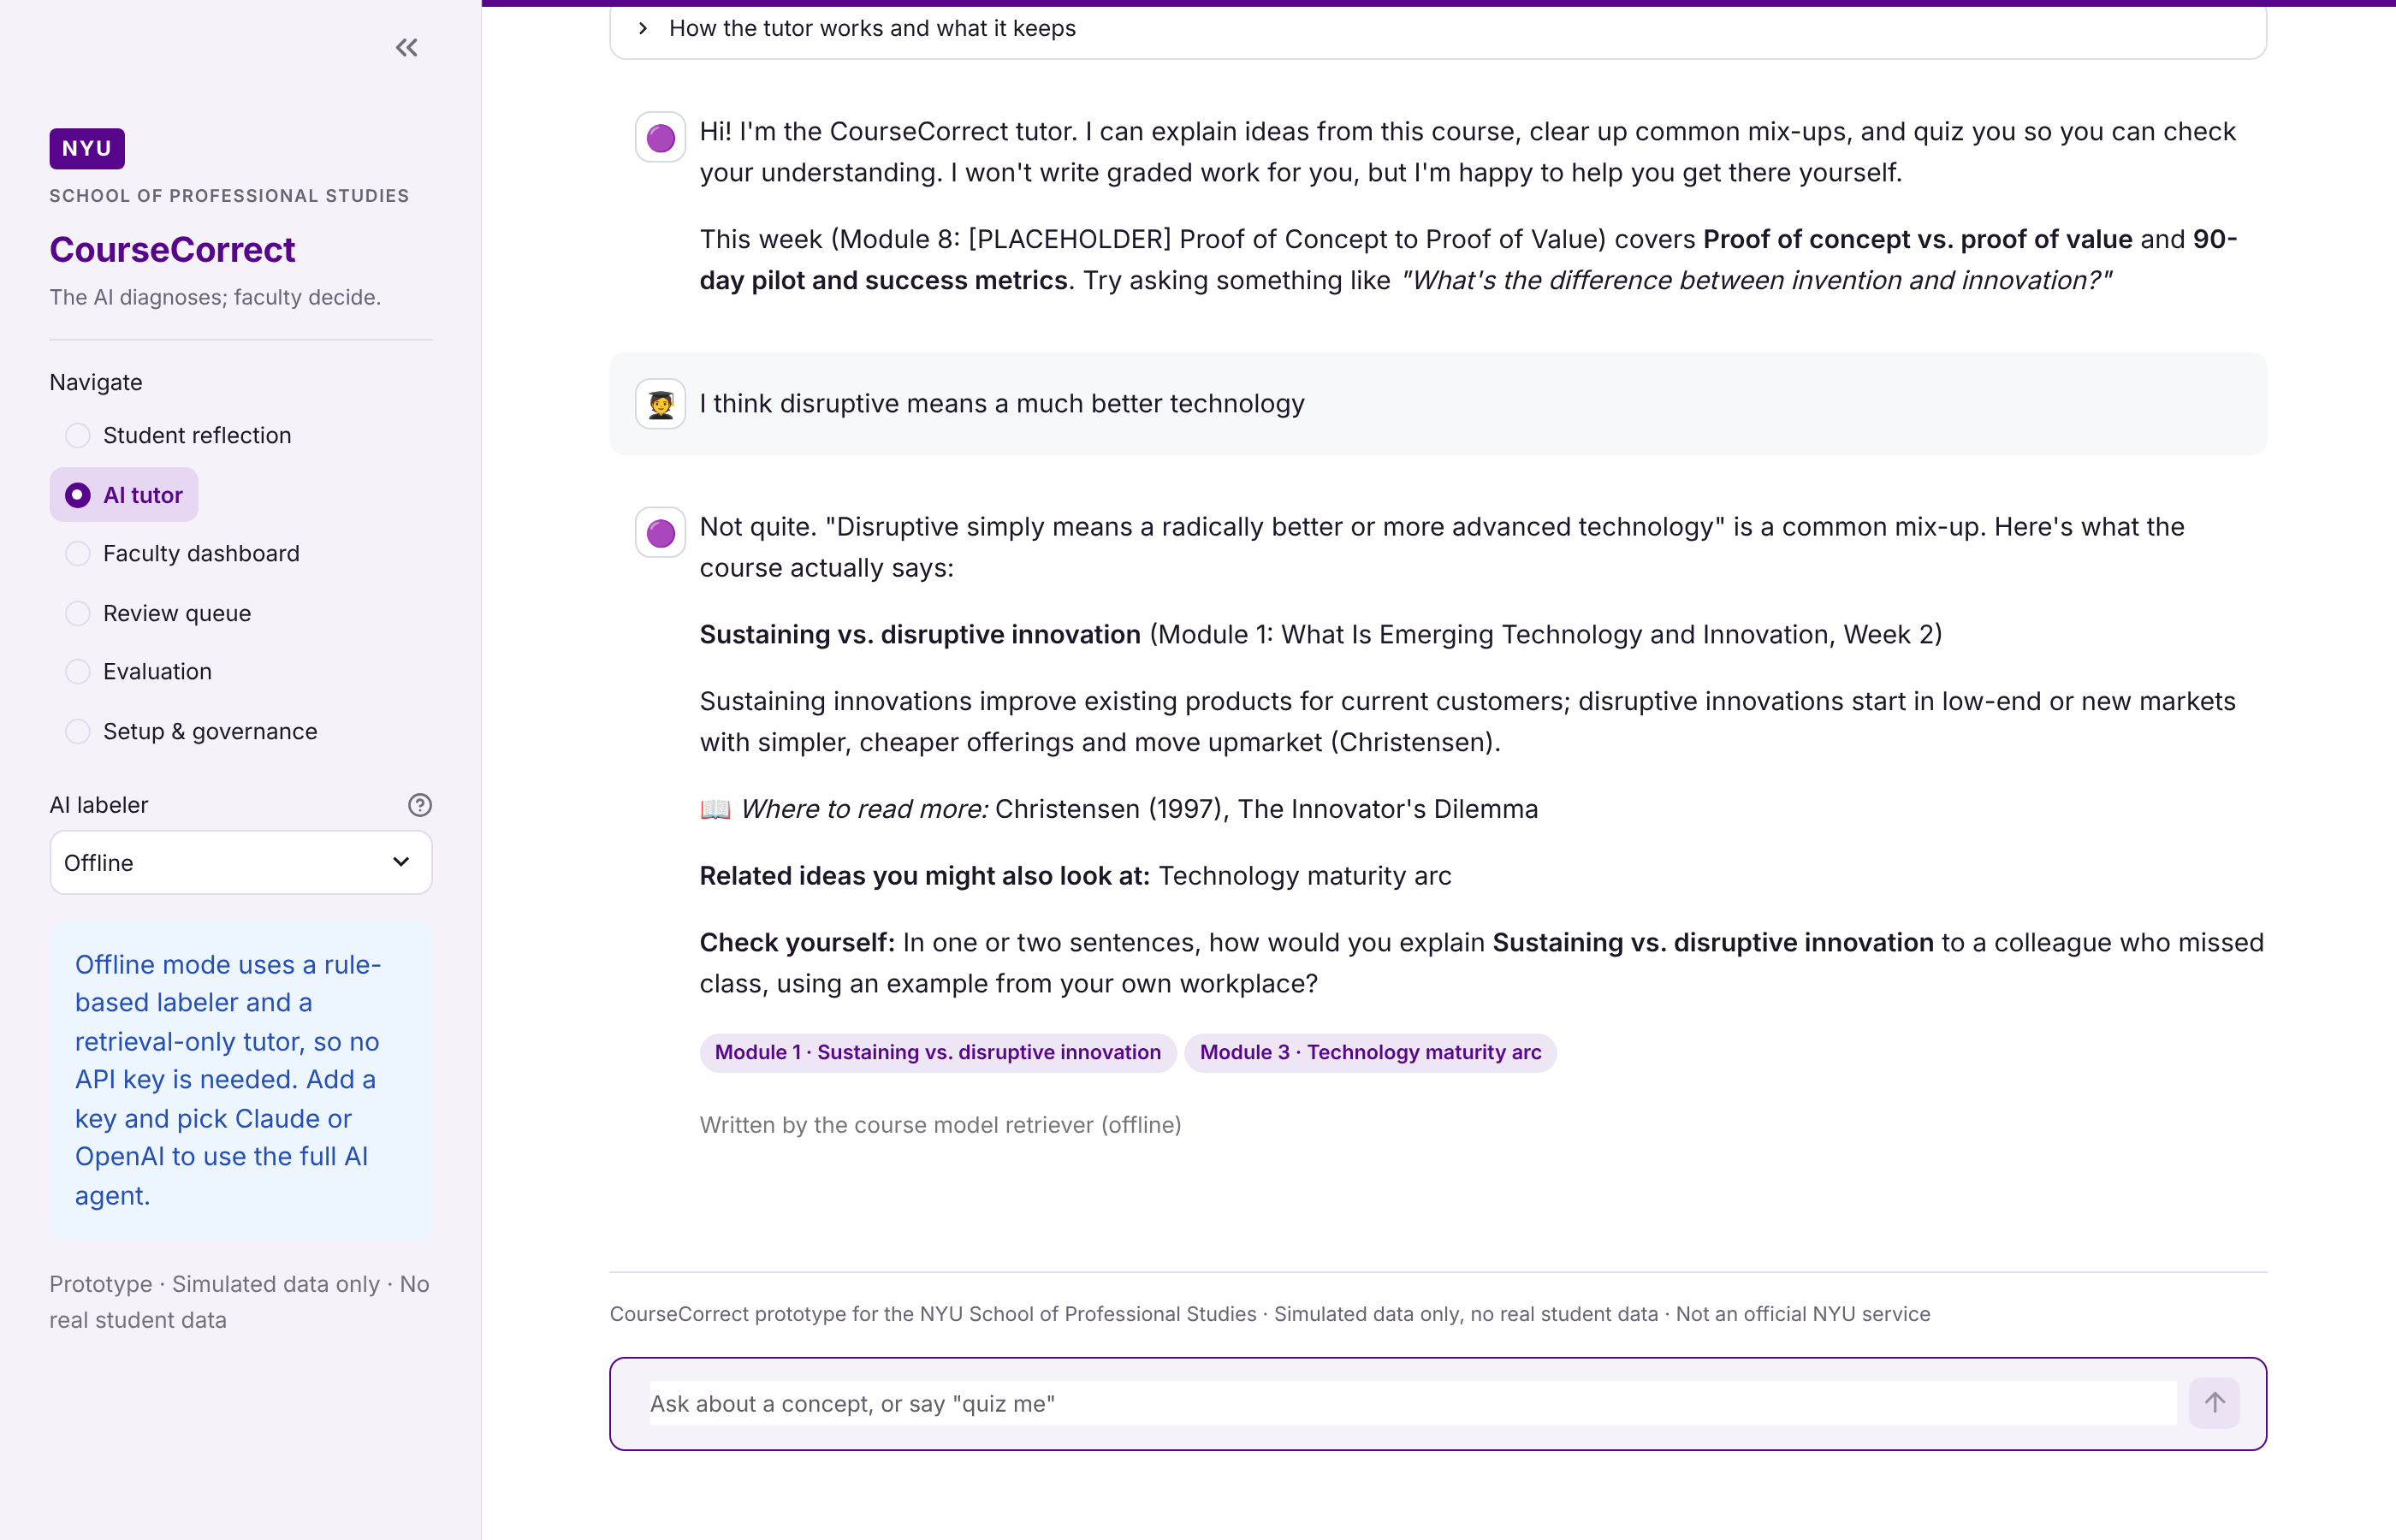 NYU
SCHOOL OF PROFESSIONAL STUDIES
CourseCorrect
The AI diagnoses; faculty decide.
Navigate
Student reflection
AI tutor
Faculty dashboard
Review queue
Evaluation
Setup & governance
AI labeler
Offline
Offline mode uses a rule-
based labeler and a
retrieval-only tutor, so no
API key is needed. Add a
key and pick Claude or
OpenAI to use the full AI
agent.
Prototype · Simulated data only · No
real student data
How the tutor works and what it keeps
Hi! I'm the CourseCorrect tutor. I can explain ideas from this course, clear up common mix-ups, and quiz you so you can check
your understanding. I won't write graded work for you, but I'm happy to help you get there yourself.
This week (Module 8: [PLACEHOLDER] Proof of Concept to Proof of Value) covers Proof of concept vs. proof of value and 90-
day pilot and success metrics. Try asking something like "What's the difference between invention and innovation?"
I think disruptive means a much better technology
Not quite. "Disruptive simply means a radically better or more advanced technology" is a common mix-up. Here's what the
course actually says:
Sustaining vs. disruptive innovation (Module 1: What Is Emerging Technology and Innovation, Week 2)
Sustaining innovations improve existing products for current customers; disruptive innovations start in low-end or new markets
with simpler, cheaper offerings and move upmarket (Christensen).
📖 Where to read more: Christensen (1997), The Innovator's Dilemma
Related ideas you might also look at: Technology maturity arc
Check yourself: In one or two sentences, how would you explain Sustaining vs. disruptive innovation to a colleague who missed
class, using an example from your own workplace?
Module 1 · Sustaining vs. disruptive innovation Module 3 · Technology maturity arc
Written by the course model retriever (offline)
CourseCorrect prototype for the NYU School of Professional Studies · Simulated data only, no real student data · Not an official NYU service
Ask about a concept, or say "quiz me"